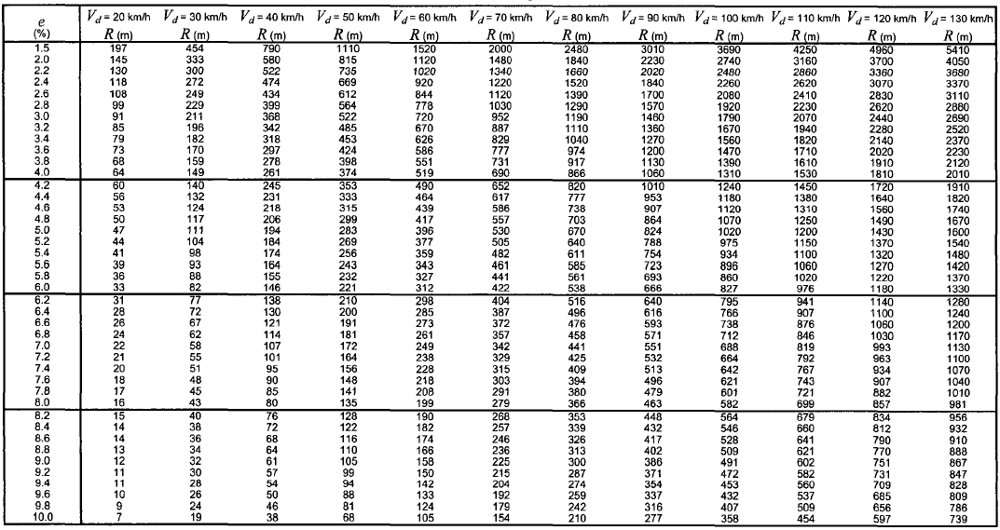 e V_d = 20 km/h V_d = 30 km/h V_d = 40 km/h V_d = 50 km/h V_d = 60 km/h V_d = 70 km/h V_d = 80 km/h V_d = 90 km/h V_d = 100 km/h V_d = 110 km/h V_d = 120 km/h V_d = 130 km/h
(%) R (m) R (m) R (m) R (m) R (m) R (m) R (m) R (m) R (m) R (m) R (m) R (m)
1.5 197 454 790 1110 1520 2000 2480 3010 3690 4250 4960 5410
2.0 145 333 580 815 1120 1480 1840 2230 2740 3160 3700 4050
2.2 130 300 522 735 1020 1340 1660 2020 2480 2860 3360 3680
2.4 118 272 474 669 920 1220 1520 1840 2260 2620 3070 3370
2.6 108 249 434 612 844 1120 1390 1700 2080 2410 2830 3110
2.8 99 229 399 564 778 1030 1290 1570 1920 2230 2620 2880
3.0 91 211 368 522 720 952 1190 1460 1790 2070 2440 2690
3.2 85 196 342 485 670 887 1110 1360 1670 1940 2280 2520
3.4 79 182 318 453 626 829 1040 1270 1560 1820 2140 2370
3.6 73 170 297 424 586 777 974 1200 1470 1710 2020 2230
3.8 68 159 278 398 551 731 917 1130 1390 1610 1910 2120
4.0 64 149 261 374 519 690 866 1060 1310 1530 1810 2010
4.2 60 140 245 353 490 652 820 1010 1240 1450 1720 1910
4.4 56 132 231 333 464 617 777 953 1180 1380 1640 1820
4.6 53 124 218 315 439 586 738 907 1120 1310 1560 1740
4.8 50 117 206 299 417 557 703 864 1070 1250 1490 1670
5.0 47 111 194 283 396 530 670 824 1020 1200 1430 1600
5.2 44 104 184 269 377 505 640 788 975 1150 1370 1540
5.4 41 98 174 256 359 482 611 754 934 1100 1320 1480
5.6 39 93 164 243 343 461 585 723 896 1060 1270 1420
5.8 36 88 155 232 327 441 561 693 860 1020 1220 1370
6.0 33 82 146 221 312 422 538 666 827 976 1180 1330
6.2 31 77 138 210 298 404 516 640 795 941 1140 1280
6.4 28 72 130 200 285 387 496 616 766 907 1100 1240
6.6 26 67 121 191 273 372 476 593 738 876 1060 1200
6.8 24 62 114 181 261 357 458 571 712 846 1030 1170
7.0 22 58 107 172 249 342 441 551 688 819 993 1130
7.2 21 55 101 164 238 329 425 532 664 792 963 1100
7.4 20 51 95 156 228 315 409 513 642 767 934 1070
7.6 18 48 90 148 218 303 394 496 621 743 907 1040
7.8 17 45 85 141 208 291 380 479 601 721 882 1010
8.0 16 43 80 135 199 279 366 463 582 699 857 981
8.2 15 40 76 128 190 268 353 448 564 679 834 956
8.4 14 38 72 122 182 257 339 432 546 660 812 932
8.6 14 36 68 116 174 246 326 417 528 641 790 910
8.8 13 34 64 110 166 236 313 402 509 621 770 888
9.0 12 32 61 105 158 225 300 386 491 602 751 867
9.2 11 30 57 99 150 215 287 371 472 582 731 847
9.4 11 28 54 94 142 204 274 354 453 560 709 828
9.6 10 26 50 88 133 192 259 337 432 537 685 809
9.8 9 24 46 81 124 179 242 316 407 509 656 786
10.0 7 19 38 68 105 154 210 277 358 454 597 739